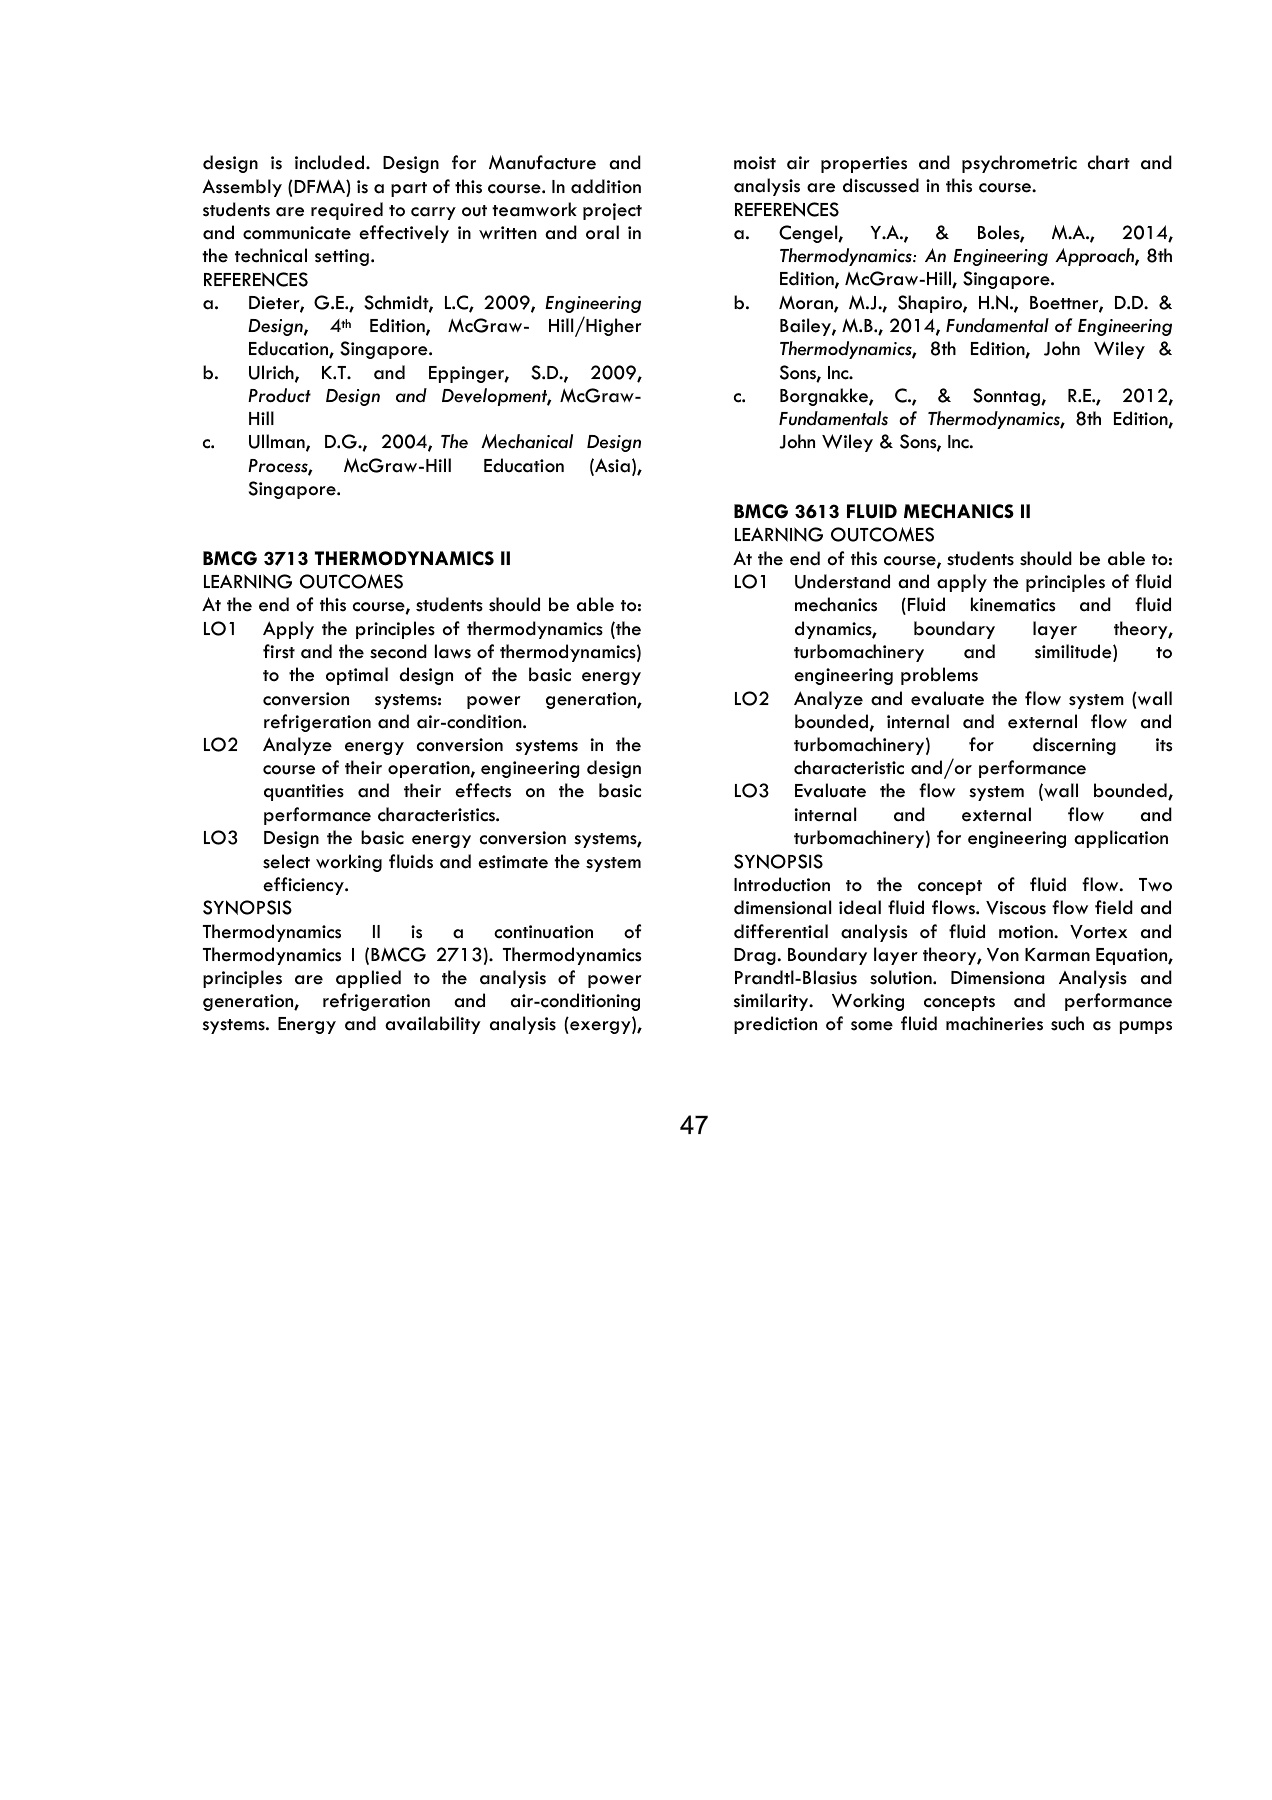 design is included. Design for Manufacture and
Assembly (DFMA) is a part of this course. In addition
students are required to carry out teamwork project
and communicate effectively in written and oral in
the technical setting.
REFERENCES
a. Dieter, G.E., Schmidt, L.C, 2009, Engineering
Design, 4th Edition, McGraw- Hill/Higher
Education, Singapore.
b. Ulrich, K.T. and Eppinger, S.D., 2009,
Product Design and Development, McGraw-
Hill
c. Ullman, D.G., 2004, The Mechanical Design
Process, McGraw-Hill Education (Asia),
Singapore.
BMCG 3713 THERMODYNAMICS II
LEARNING OUTCOMES
At the end of this course, students should be able to:
LO1 Apply the principles of thermodynamics (the
first and the second laws of thermodynamics)
to the optimal design of the basic energy
conversion systems: power generation,
refrigeration and air-condition.
LO2 Analyze energy conversion systems in the
course of their operation, engineering design
quantities and their effects on the basic
performance characteristics.
LO3 Design the basic energy conversion systems,
select working fluids and estimate the system
efficiency.
SYNOPSIS
Thermodynamics II is a continuation of
Thermodynamics I (BMCG 2713). Thermodynamics
principles are applied to the analysis of power
generation, refrigeration and air-conditioning
systems. Energy and availability analysis (exergy),
moist air properties and psychrometric chart and
analysis are discussed in this course.
REFERENCES
a. Cengel, Y.A., & Boles, M.A., 2014,
Thermodynamics: An Engineering Approach, 8th
Edition, McGraw-Hill, Singapore.
b. Moran, M.J., Shapiro, H.N., Boettner, D.D. &
Bailey, M.B., 2014, Fundamental of Engineering
Thermodynamics, 8th Edition, John Wiley &
Sons, Inc.
c. Borgnakke, C., & Sonntag, R.E., 2012,
Fundamentals of Thermodynamics, 8th Edition,
John Wiley & Sons, Inc.
BMCG 3613 FLUID MECHANICS II
LEARNING OUTCOMES
At the end of this course, students should be able to:
LO1 Understand and apply the principles of fluid
mechanics (Fluid kinematics and fluid
dynamics, boundary layer theory,
turbomachinery and similitude) to
engineering problems
LO2 Analyze and evaluate the flow system (wall
bounded, internal and external flow and
turbomachinery) for discerning its
characteristic and/or performance
LO3 Evaluate the flow system (wall bounded,
internal and external flow and
turbomachinery) for engineering application
SYNOPSIS
Introduction to the concept of fluid flow. Two
dimensional ideal fluid flows. Viscous flow field and
differential analysis of fluid motion. Vortex and
Drag. Boundary layer theory, Von Karman Equation,
Prandtl-Blasius solution. Dimensiona Analysis and
similarity. Working concepts and performance
prediction of some fluid machineries such as pumps
47